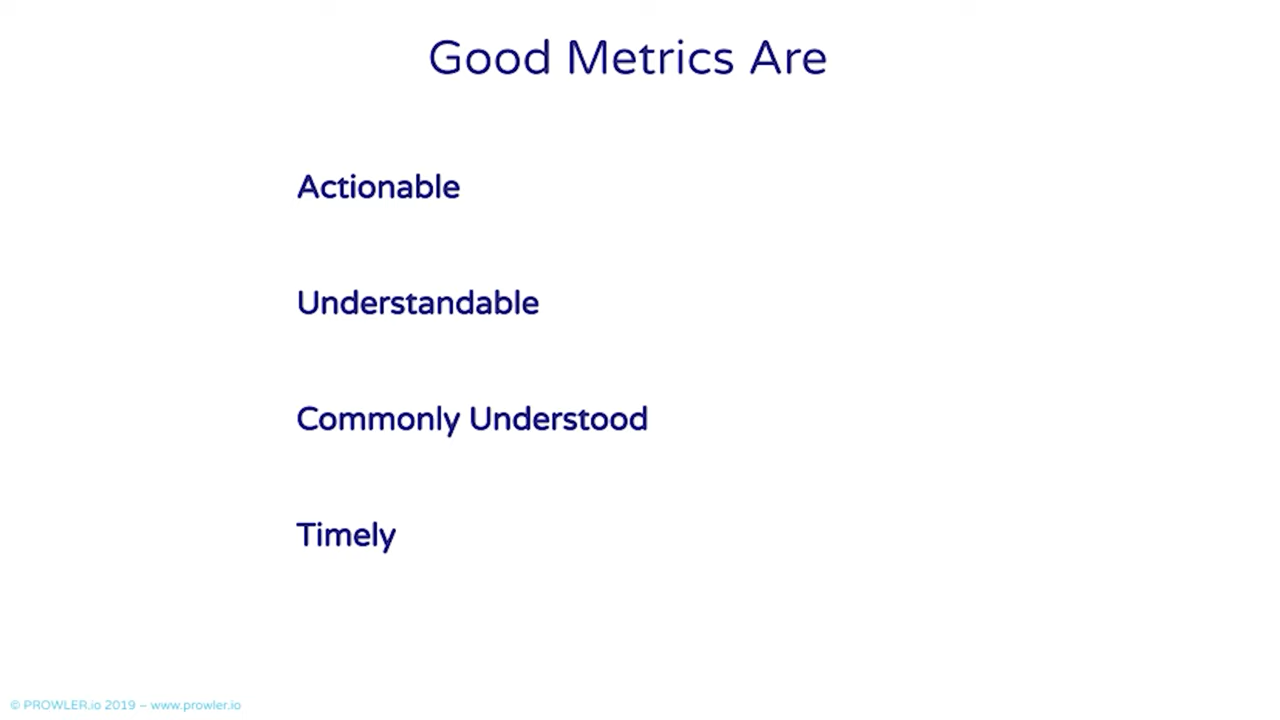 Good Metrics Are
Actionable
Understandable
Commonly Understood
Timely
© PROWLER.io 2019 – www.prowler.io